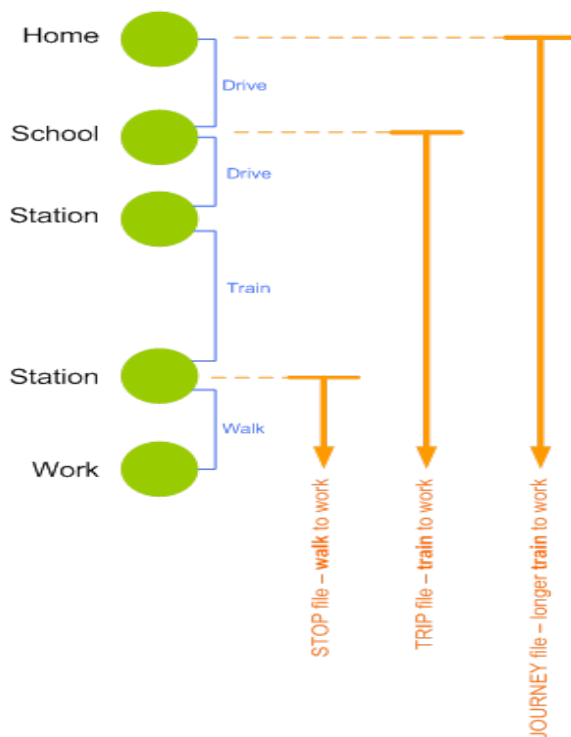 Home
Drive
School
Drive
Station
Train
Station
Walk
Work
STOP file – walk to work
TRIP file – train to work
JOURNEY file – longer train to work